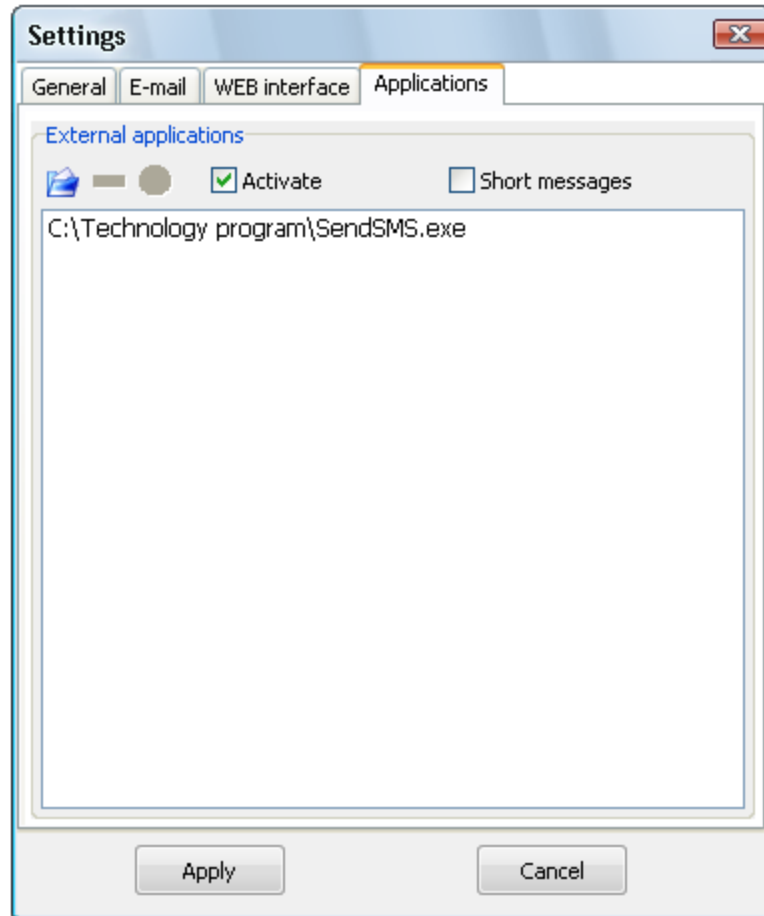 Settings
General E-mail WEB interface Applications
External applications
Activate Short messages
C:\Technology program\SendSMS.exe
Apply Cancel